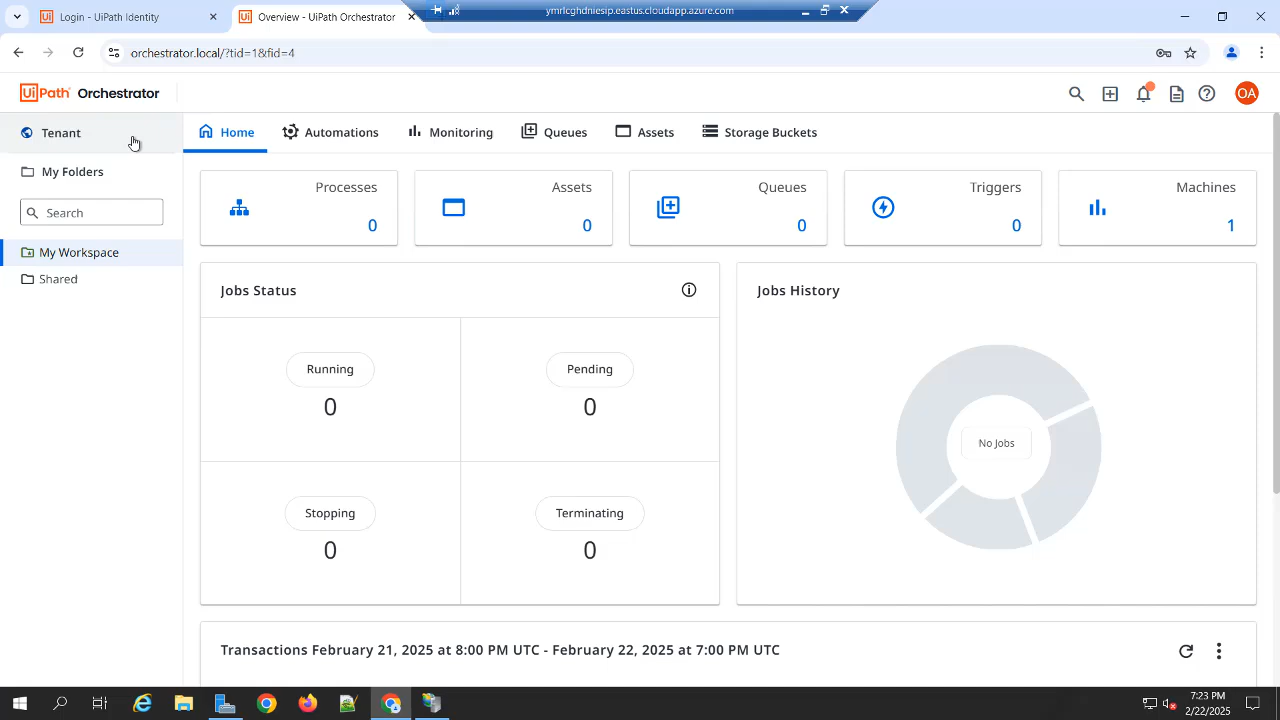 Login - UiPath Identity
Overview - UiPath Orchestrator
ymrlcghdniesip.eastus.cloudapp.azure.com
orchestrator.local/?tid=1&fid=4
UiPath Orchestrator
OA
Tenant
My Folders
Search
My Workspace
Shared
Home
Automations
Monitoring
Queues
Assets
Storage Buckets
Processes
0
Assets
0
Queues
0
Triggers
0
Machines
1
Jobs Status
Running
0
Pending
0
Stopping
0
Terminating
0
Jobs History
No Jobs
Transactions February 21, 2025 at 8:00 PM UTC - February 22, 2025 at 7:00 PM UTC
7:23 PM
2/22/2025